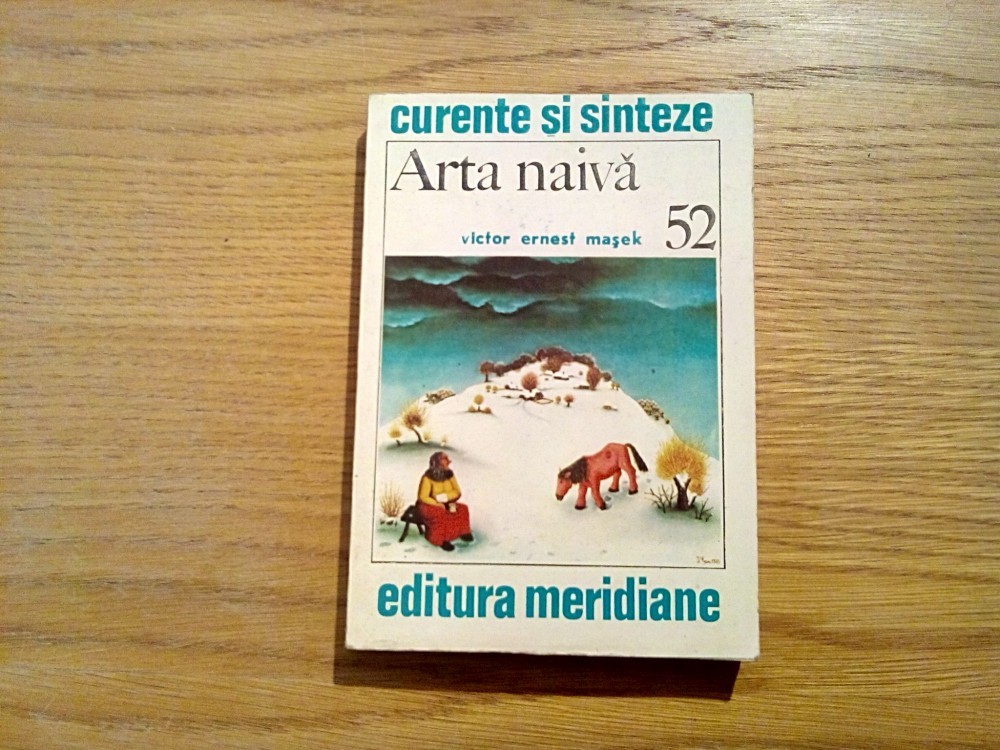 curente și sinteze
Arta naivă
victor ernest mașek
52
editura meridiane